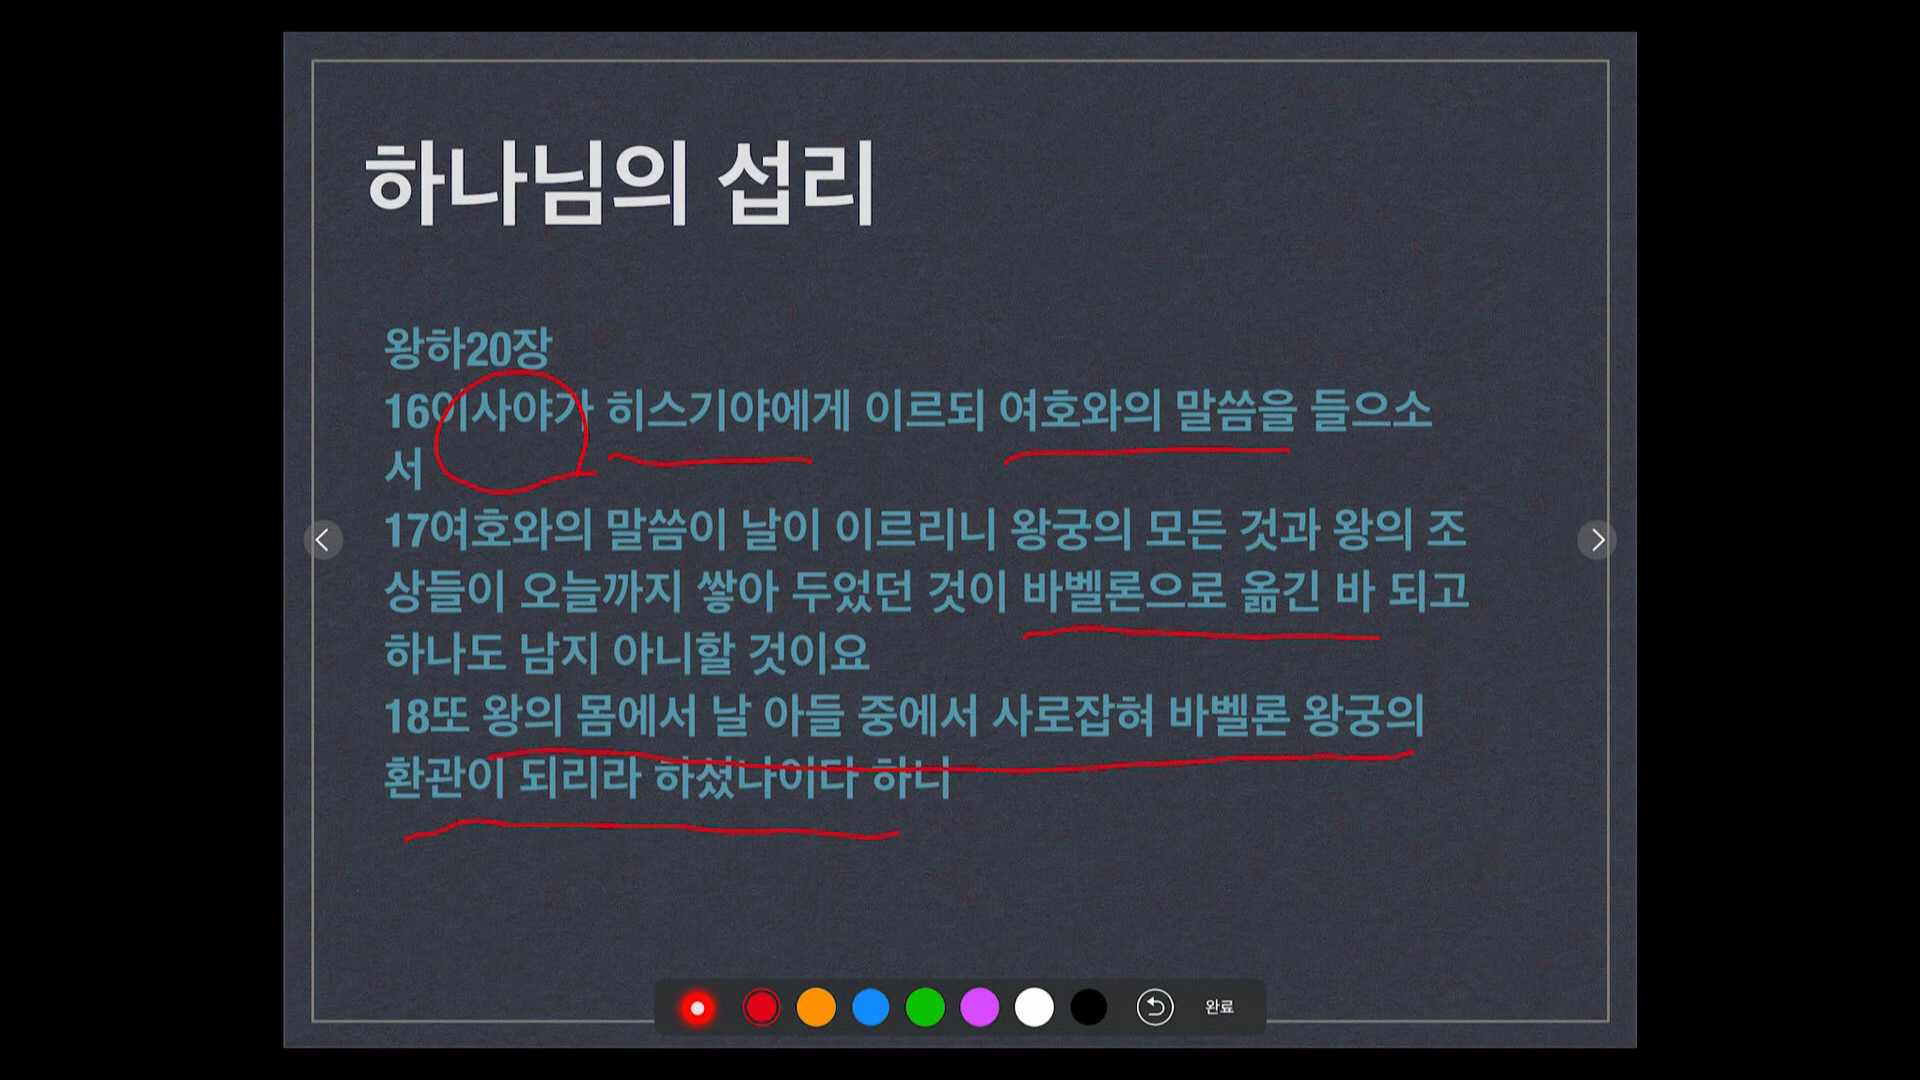 하나님의 섭리
왕하20장
16이사야가 히스기야에게 이르되 여호와의 말씀을 들으소
서
17여호와의 말씀이 날이 이르리니 왕궁의 모든 것과 왕의 조
상들이 오늘까지 쌓아 두었던 것이 바벨론으로 옮긴 바 되고
하나도 남지 아니할 것이요
18또 왕의 몸에서 날 아들 중에서 사로잡혀 바벨론 왕궁의
환관이 되리라 하셨나이다 하니
완료